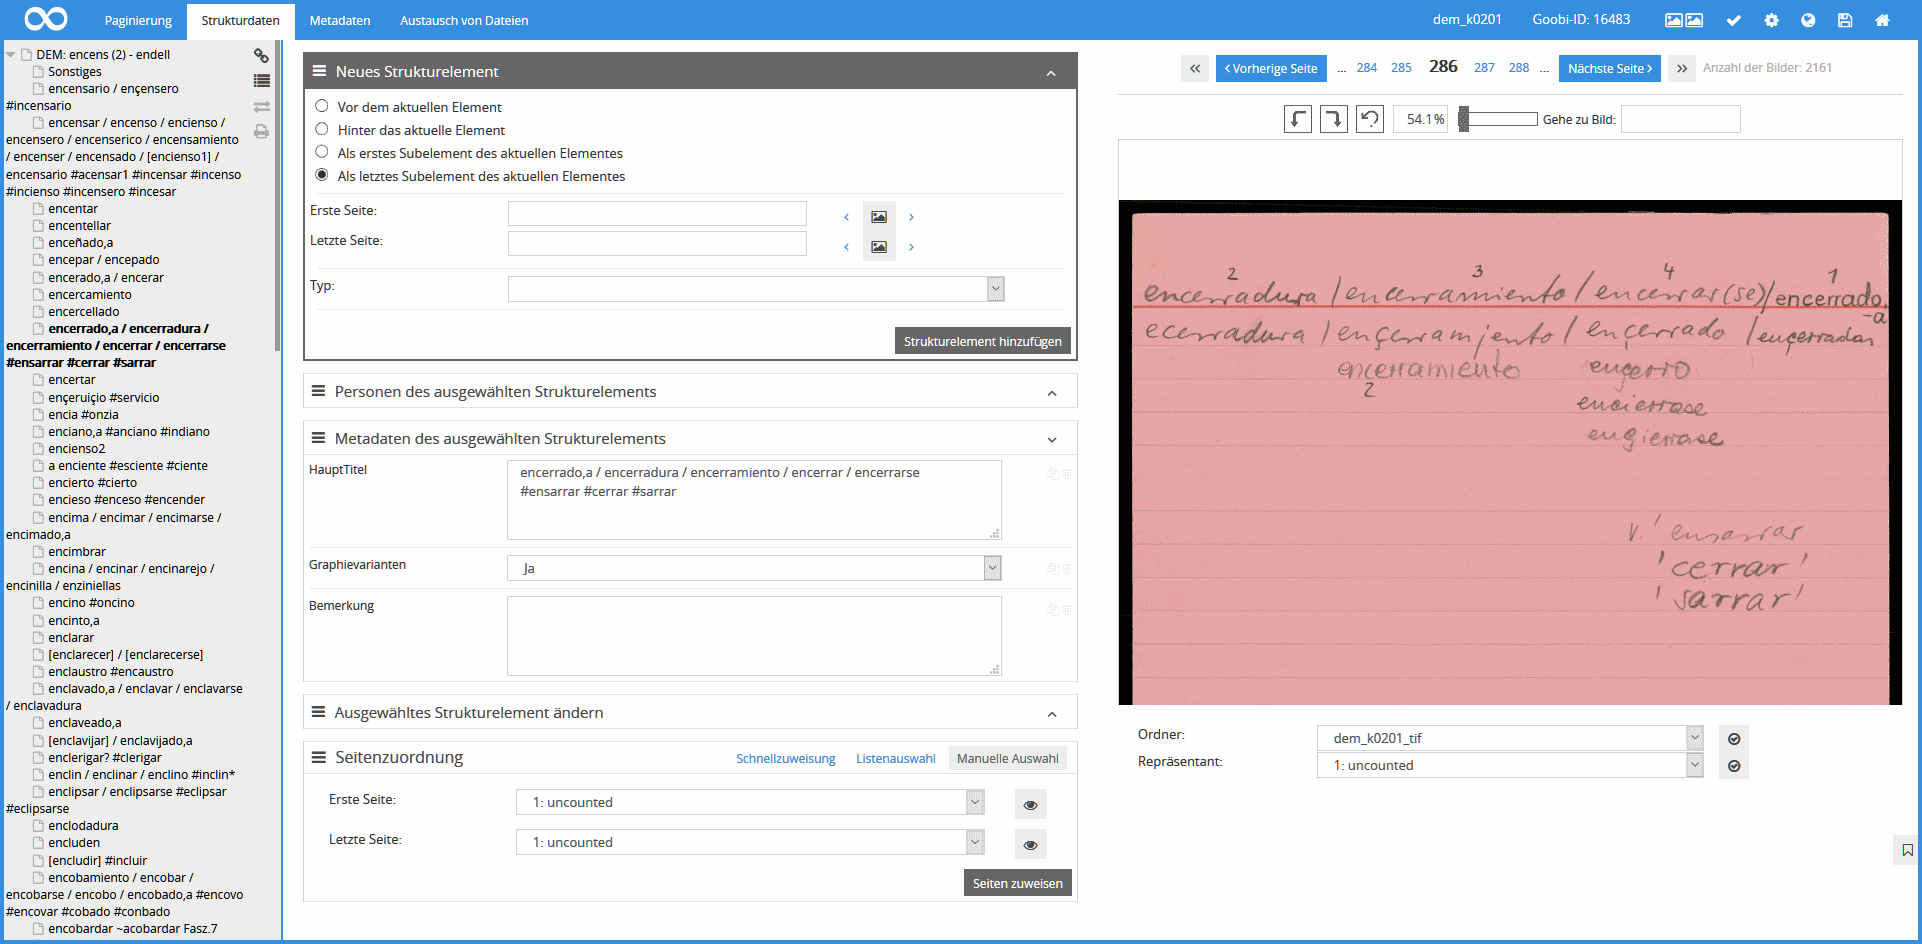 Paginierung Strukturdaten Metadaten Austausch von Dateien dem_k0201 Goobi-ID: 16483
DEM: encens (2) - endell
Sonstiges
encensario / ençensero
#incensario
encensar / encenso / encienso /
encensero / encenserico / encensamiento
/ encenser / encensado / [encienso1] /
encensario #acensar1 #incensar #incenso
#incienso #incensero #incesar
encentar
encentellar
enceñado,a
encepar / encepado
encerado,a / encerar
encercamiento
encercellado
encerrado,a / encerradura /
encerramiento / encerrar / encerrarse
#ensarrar #cerrar #sarrar
encertar
ençeruiçio #servicio
encia #onzia
enciano,a #anciano #indiano
encienso2
a enciente #esciente #ciente
encierto #cierto
encieso #enceso #encender
encima / encimar / encimarse /
encimado,a
encimbrar
encina / encinar / encinarejo /
encinilla / enziniellas
encino #oncino
encinto,a
enclarar
[enclarecer] / [enclarecerse]
enclaustro #encaustro
enclavado,a / enclavar / enclavarse
/ enclavadura
enclaveado,a
[enclavijar] / enclavijado,a
enclerigar? #clerigar
enclin / enclinar / enclino #inclin*
enclipsar / enclipsarse #eclipsar
#eclipsarse
enclodadura
encluden
[encludir] #incluir
encobamiento / encobar /
encobarse / encobo / encobado,a #encovo
#encovar #cobado #conbado
encobardar ~acobardar Fasz.7
Neues Strukturelement
Vor dem aktuellen Element
Hinter das aktuelle Element
Als erstes Subelement des aktuellen Elementes
Als letztes Subelement des aktuellen Elementes
Erste Seite:
Letzte Seite:
Typ:
Strukturelement hinzufügen
Personen des ausgewählten Strukturelements
Metadaten des ausgewählten Strukturelements
HauptTitel
encerrado,a / encerradura / encerramiento / encerrar / encerrarse
#ensarrar #cerrar #sarrar
Graphievarianten Ja
Bemerkung
Ausgewähltes Strukturelement ändern
Seitenzuordnung Schnellzuweisung Listenauswahl Manuelle Auswahl
Erste Seite: 1: uncounted
Letzte Seite: 1: uncounted
Seiten zuweisen
« < Vorherige Seite ... 284 285 286 287 288 ... Nächste Seite > » Anzahl der Bilder: 2161
54.1% Gehe zu Bild:
2 3 4 1
encerradura / encerramiento / encerrar(se) / encerrado,
-a
ecerradura / ençerramjento / ençerrado / ençerradas
encerramiento ençerro
2
encierrase
ençierrase
v. 'ensarrar
'cerrar'
'sarrar'
Ordner: dem_k0201_tif
Repräsentant: 1: uncounted